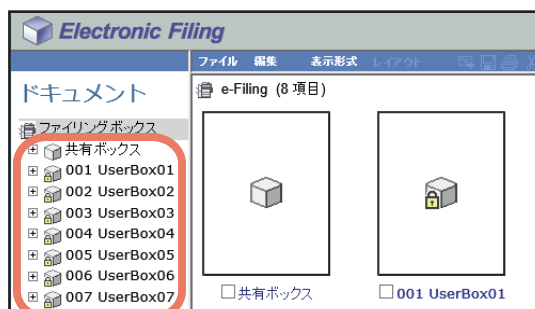 Electronic Filing
ファイル 編集 表示形式 レイアウト
ドキュメント
e-Filing (8 項目)
ファイリングボックス
共有ボックス
001 UserBox01
002 UserBox02
003 UserBox03
004 UserBox04
005 UserBox05
006 UserBox06
007 UserBox07
共有ボックス
001 UserBox01